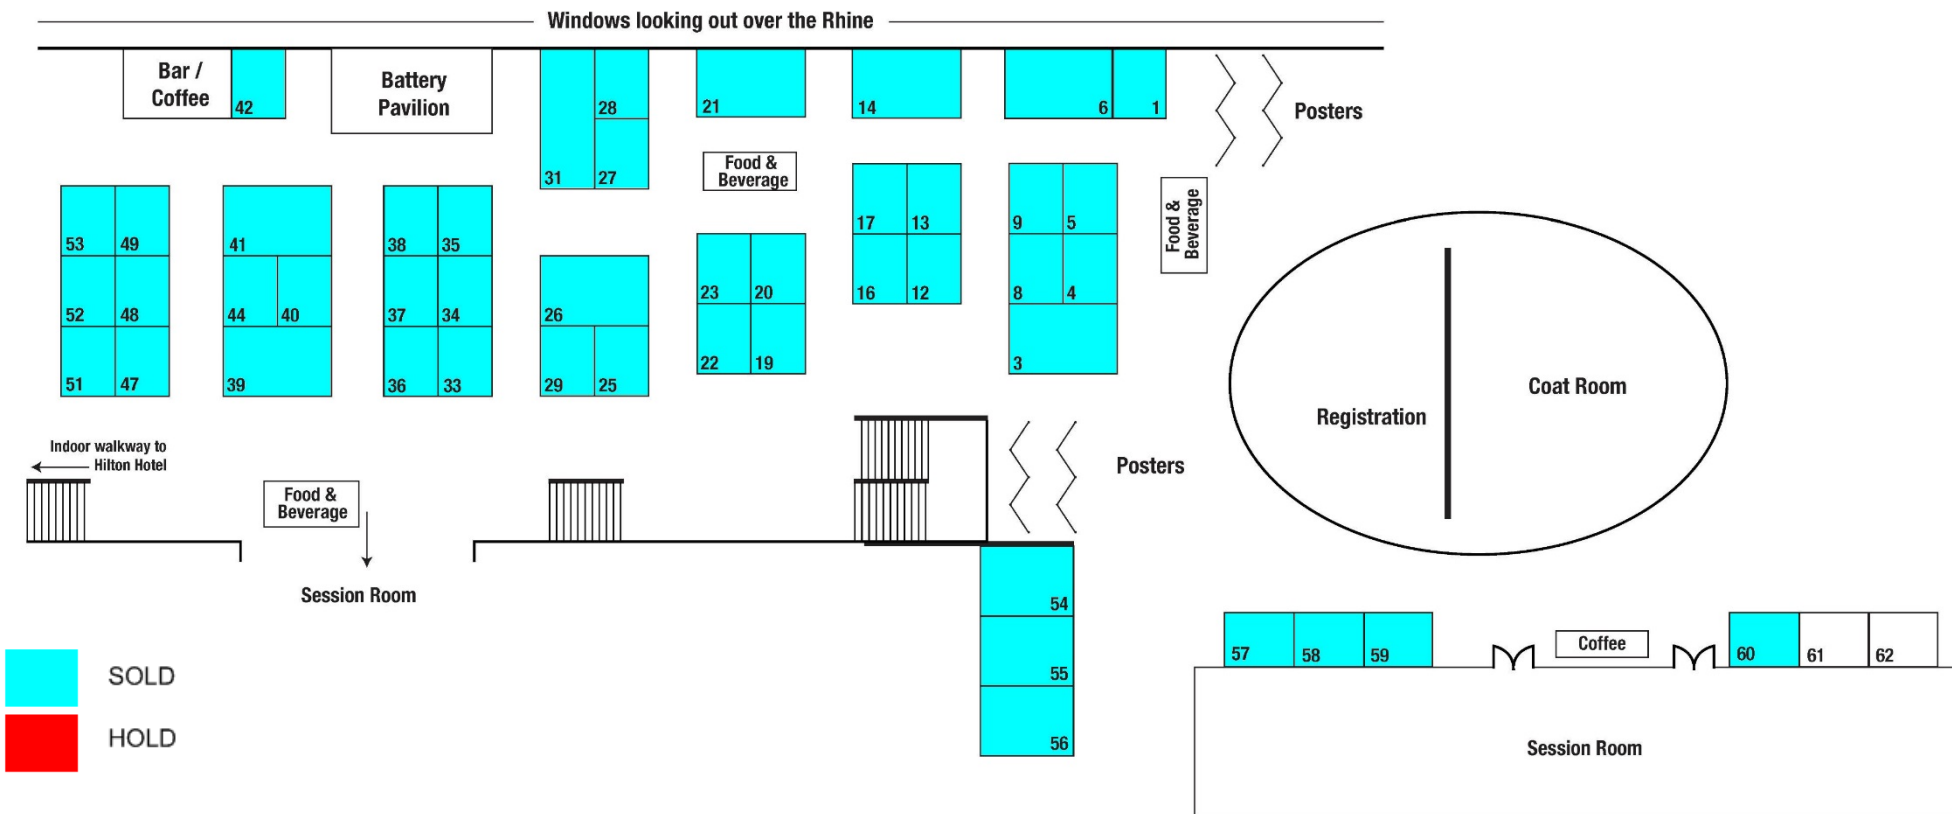 Windows looking out over the Rhine
Bar /
Coffee
42
Battery
Pavilion
28
31
27
21
14
6
1
Posters
Food &
Beverage
Food &
Beverage
53
49
52
48
51
47
41
44
40
39
38
35
37
34
36
33
26
29
25
23
20
22
19
17
13
16
12
9
5
8
4
3
Registration
Coat Room
Indoor walkway to
Hilton Hotel
Food &
Beverage
Session Room
Posters
54
55
56
57
58
59
Coffee
60
61
62
Session Room
SOLD
HOLD